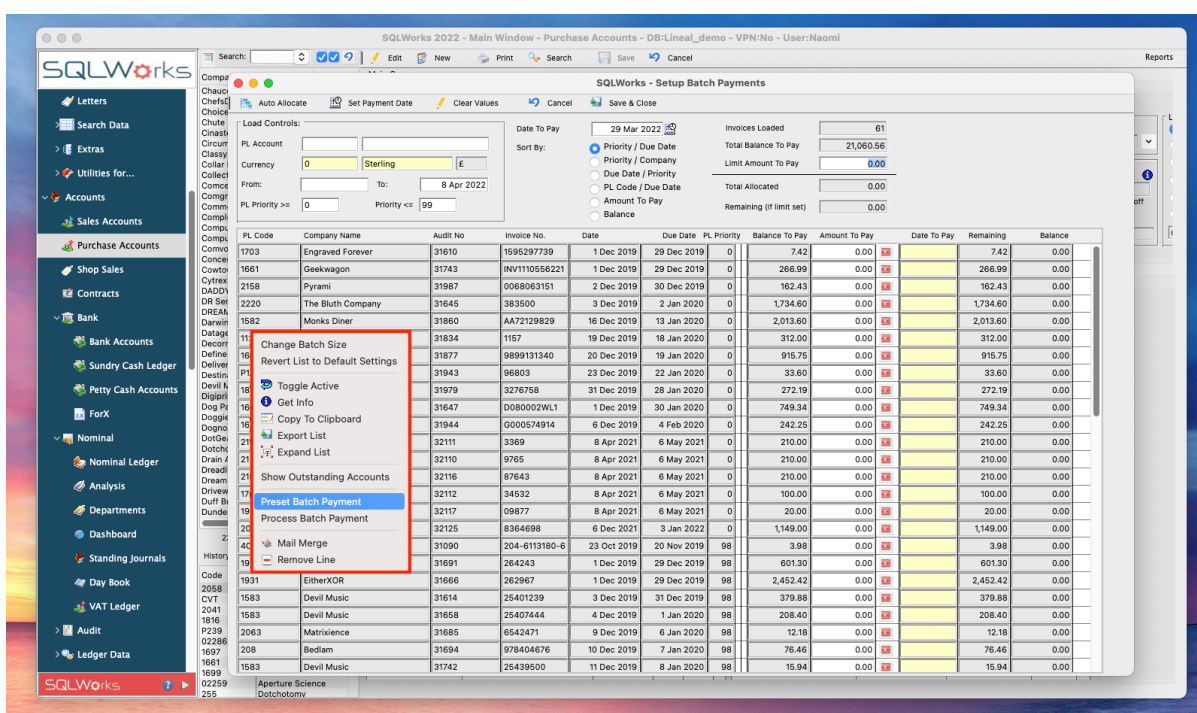 SQLWorks 2022 - Main Window - Purchase Accounts - DB:Lineal_demo - VPN:No - User:Naomi
SQLWorks
Search:
Edit
New
Print
Search
Save
Cancel
Reports
Letters
Search Data
Extras
Utilities for...
Accounts
Sales Accounts
Purchase Accounts
Shop Sales
Contracts
Bank
Bank Accounts
Sundry Cash Ledger
Petty Cash Accounts
ForX
Nominal
Nominal Ledger
Analysis
Departments
Dashboard
Standing Journals
Day Book
VAT Ledger
Audit
Ledger Data
SQLWorks
SQLWorks - Setup Batch Payments
Auto Allocate
Set Payment Date
Clear Values
Cancel
Save & Close
Load Controls:
PL Account
Currency 0 Sterling £
From: To: 8 Apr 2022
PL Priority >= 0 Priority <= 99
Date To Pay 29 Mar 2022
Sort By:
Priority / Due Date
Priority / Company
Due Date / Priority
PL Code / Due Date
Amount To Pay
Balance
Invoices Loaded 61
Total Balance To Pay 21,060.56
Limit Amount To Pay 0.00
Total Allocated 0.00
Remaining (if limit set) 0.00
PL Code Company Name Audit No Invoice No. Date Due Date PL Priority Balance To Pay Amount To Pay Date To Pay Remaining Balance
1703 Engraved Forever 31610 1595297739 1 Dec 2019 29 Dec 2019 0 7.42 0.00 7.42 0.00
1661 Geekwagon 31743 INV1110556221 1 Dec 2019 29 Dec 2019 0 266.99 0.00 266.99 0.00
2158 Pyrami 31987 0068063151 2 Dec 2019 30 Dec 2019 0 162.43 0.00 162.43 0.00
2220 The Bluth Company 31645 383500 3 Dec 2019 2 Jan 2020 0 1,734.60 0.00 1,734.60 0.00
1582 Monks Diner 31860 AA72129829 16 Dec 2019 13 Jan 2020 0 2,013.60 0.00 2,013.60 0.00
31834 1157 19 Dec 2019 18 Jan 2020 0 312.00 0.00 312.00 0.00
31877 9899131340 20 Dec 2019 19 Jan 2020 0 915.75 0.00 915.75 0.00
31943 96803 23 Dec 2019 22 Jan 2020 0 33.60 0.00 33.60 0.00
31979 3276758 31 Dec 2019 28 Jan 2020 0 272.19 0.00 272.19 0.00
31647 D080002WL1 1 Dec 2019 30 Jan 2020 0 749.34 0.00 749.34 0.00
31944 G000574914 6 Dec 2019 4 Feb 2020 0 242.25 0.00 242.25 0.00
32111 3369 8 Apr 2021 6 May 2021 0 210.00 0.00 210.00 0.00
32110 9765 8 Apr 2021 6 May 2021 0 210.00 0.00 210.00 0.00
32116 87643 8 Apr 2021 6 May 2021 0 210.00 0.00 210.00 0.00
32112 34532 8 Apr 2021 6 May 2021 0 100.00 0.00 100.00 0.00
32117 09877 8 Apr 2021 6 May 2021 0 20.00 0.00 20.00 0.00
32125 8364698 6 Dec 2021 3 Jan 2022 0 1,149.00 0.00 1,149.00 0.00
31090 204-6113180-6 23 Oct 2019 20 Nov 2019 98 3.98 0.00 3.98 0.00
31691 264243 1 Dec 2019 29 Dec 2019 98 601.30 0.00 601.30 0.00
1931 EitherXOR 31666 262967 1 Dec 2019 29 Dec 2019 98 2,452.42 0.00 2,452.42 0.00
1583 Devil Music 31614 25401239 3 Dec 2019 31 Dec 2019 98 379.88 0.00 379.88 0.00
1583 Devil Music 31658 25407444 4 Dec 2019 1 Jan 2020 98 208.40 0.00 208.40 0.00
2063 Matrixience 31685 6542471 9 Dec 2019 6 Jan 2020 98 12.18 0.00 12.18 0.00
208 Bedlam 31694 978404676 10 Dec 2019 7 Jan 2020 98 76.46 0.00 76.46 0.00
1583 Devil Music 31742 25439500 11 Dec 2019 8 Jan 2020 98 15.94 0.00 15.94 0.00
Change Batch Size
Revert List to Default Settings
Toggle Active
Get Info
Copy To Clipboard
Export List
Expand List
Show Outstanding Accounts
Preset Batch Payment
Process Batch Payment
Mail Merge
Remove Line
History
Code
2058
CVT
2041
1816
P239
02286
1697
1661
1699
02259 Aperture Science
255 Dotchotomy